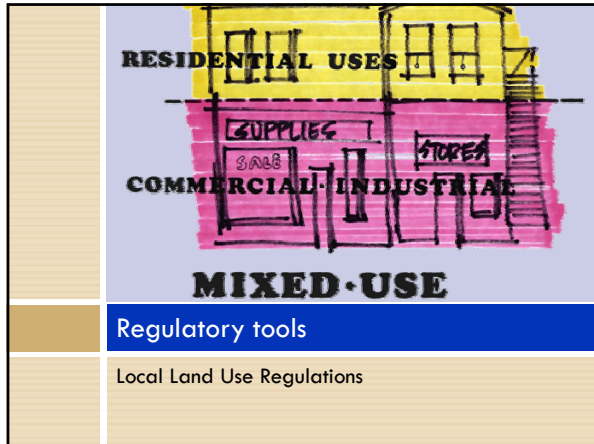 RESIDENTIAL USES
SUPPLIES
STORES
SALE
COMMERCIAL·INDUSTRIAL
MIXED·USE
Regulatory tools
Local Land Use Regulations